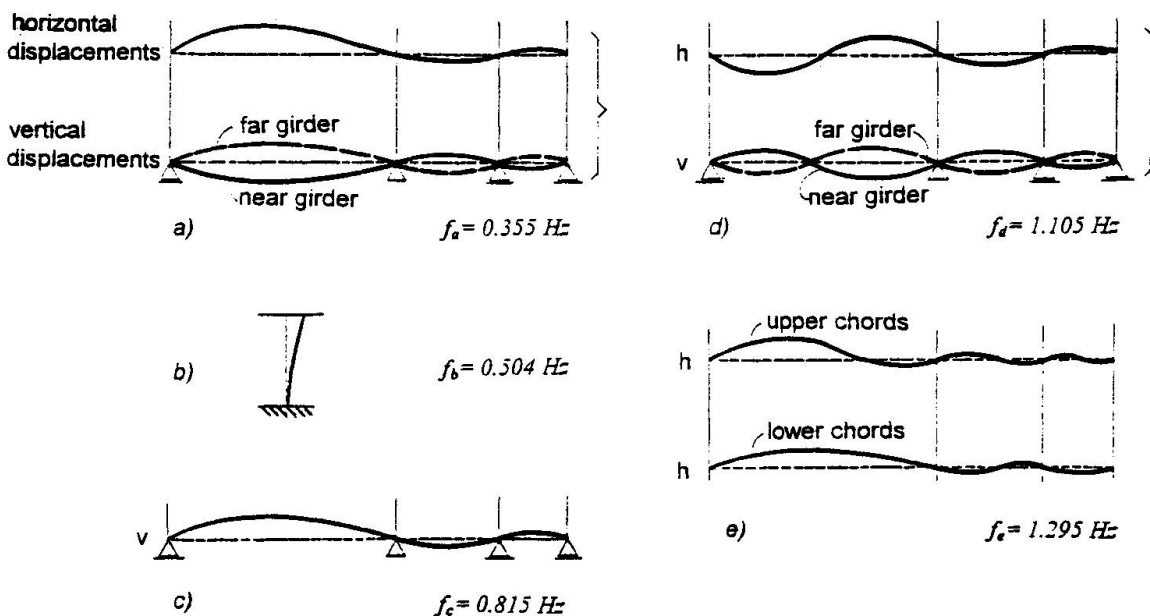 horizontal
displacements
vertical
displacements
far girder
near girder
a)
f_a = 0.355 Hz
b)
f_b = 0.504 Hz
v
c)
f_c = 0.815 Hz
h
v
far girder
near girder
d)
f_d = 1.105 Hz
upper chords
h
lower chords
h
e)
f_e = 1.295 Hz